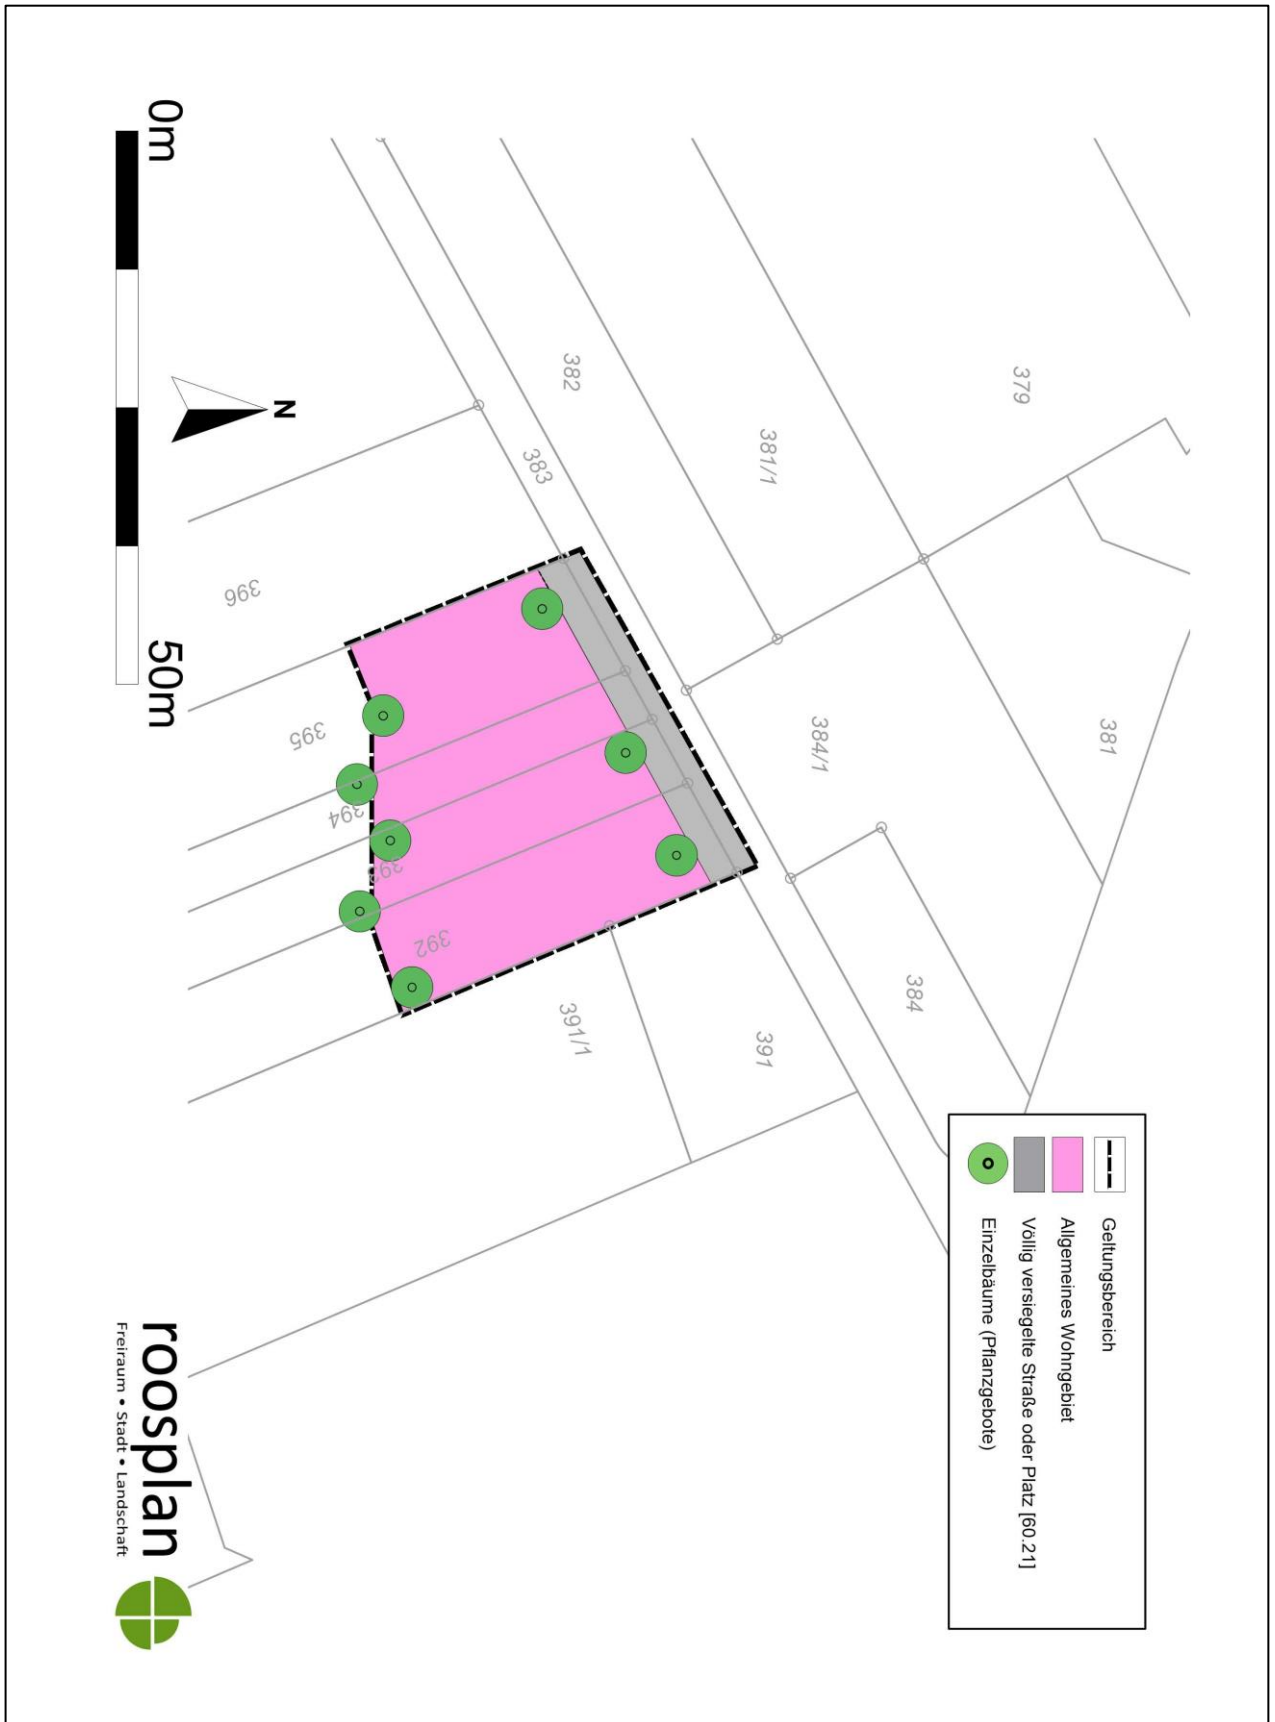 0m
50m
N
379
382
381/1
383
396
381
384/1
395
394
393
392
384
391/1
391
Geltungsbereich
Allgemeines Wohngebiet
Völlig versiegelte Straße oder Platz [60.21]
Einzelbäume (Pflanzgebote)
roosplan
Freiraum • Stadt • Landschaft